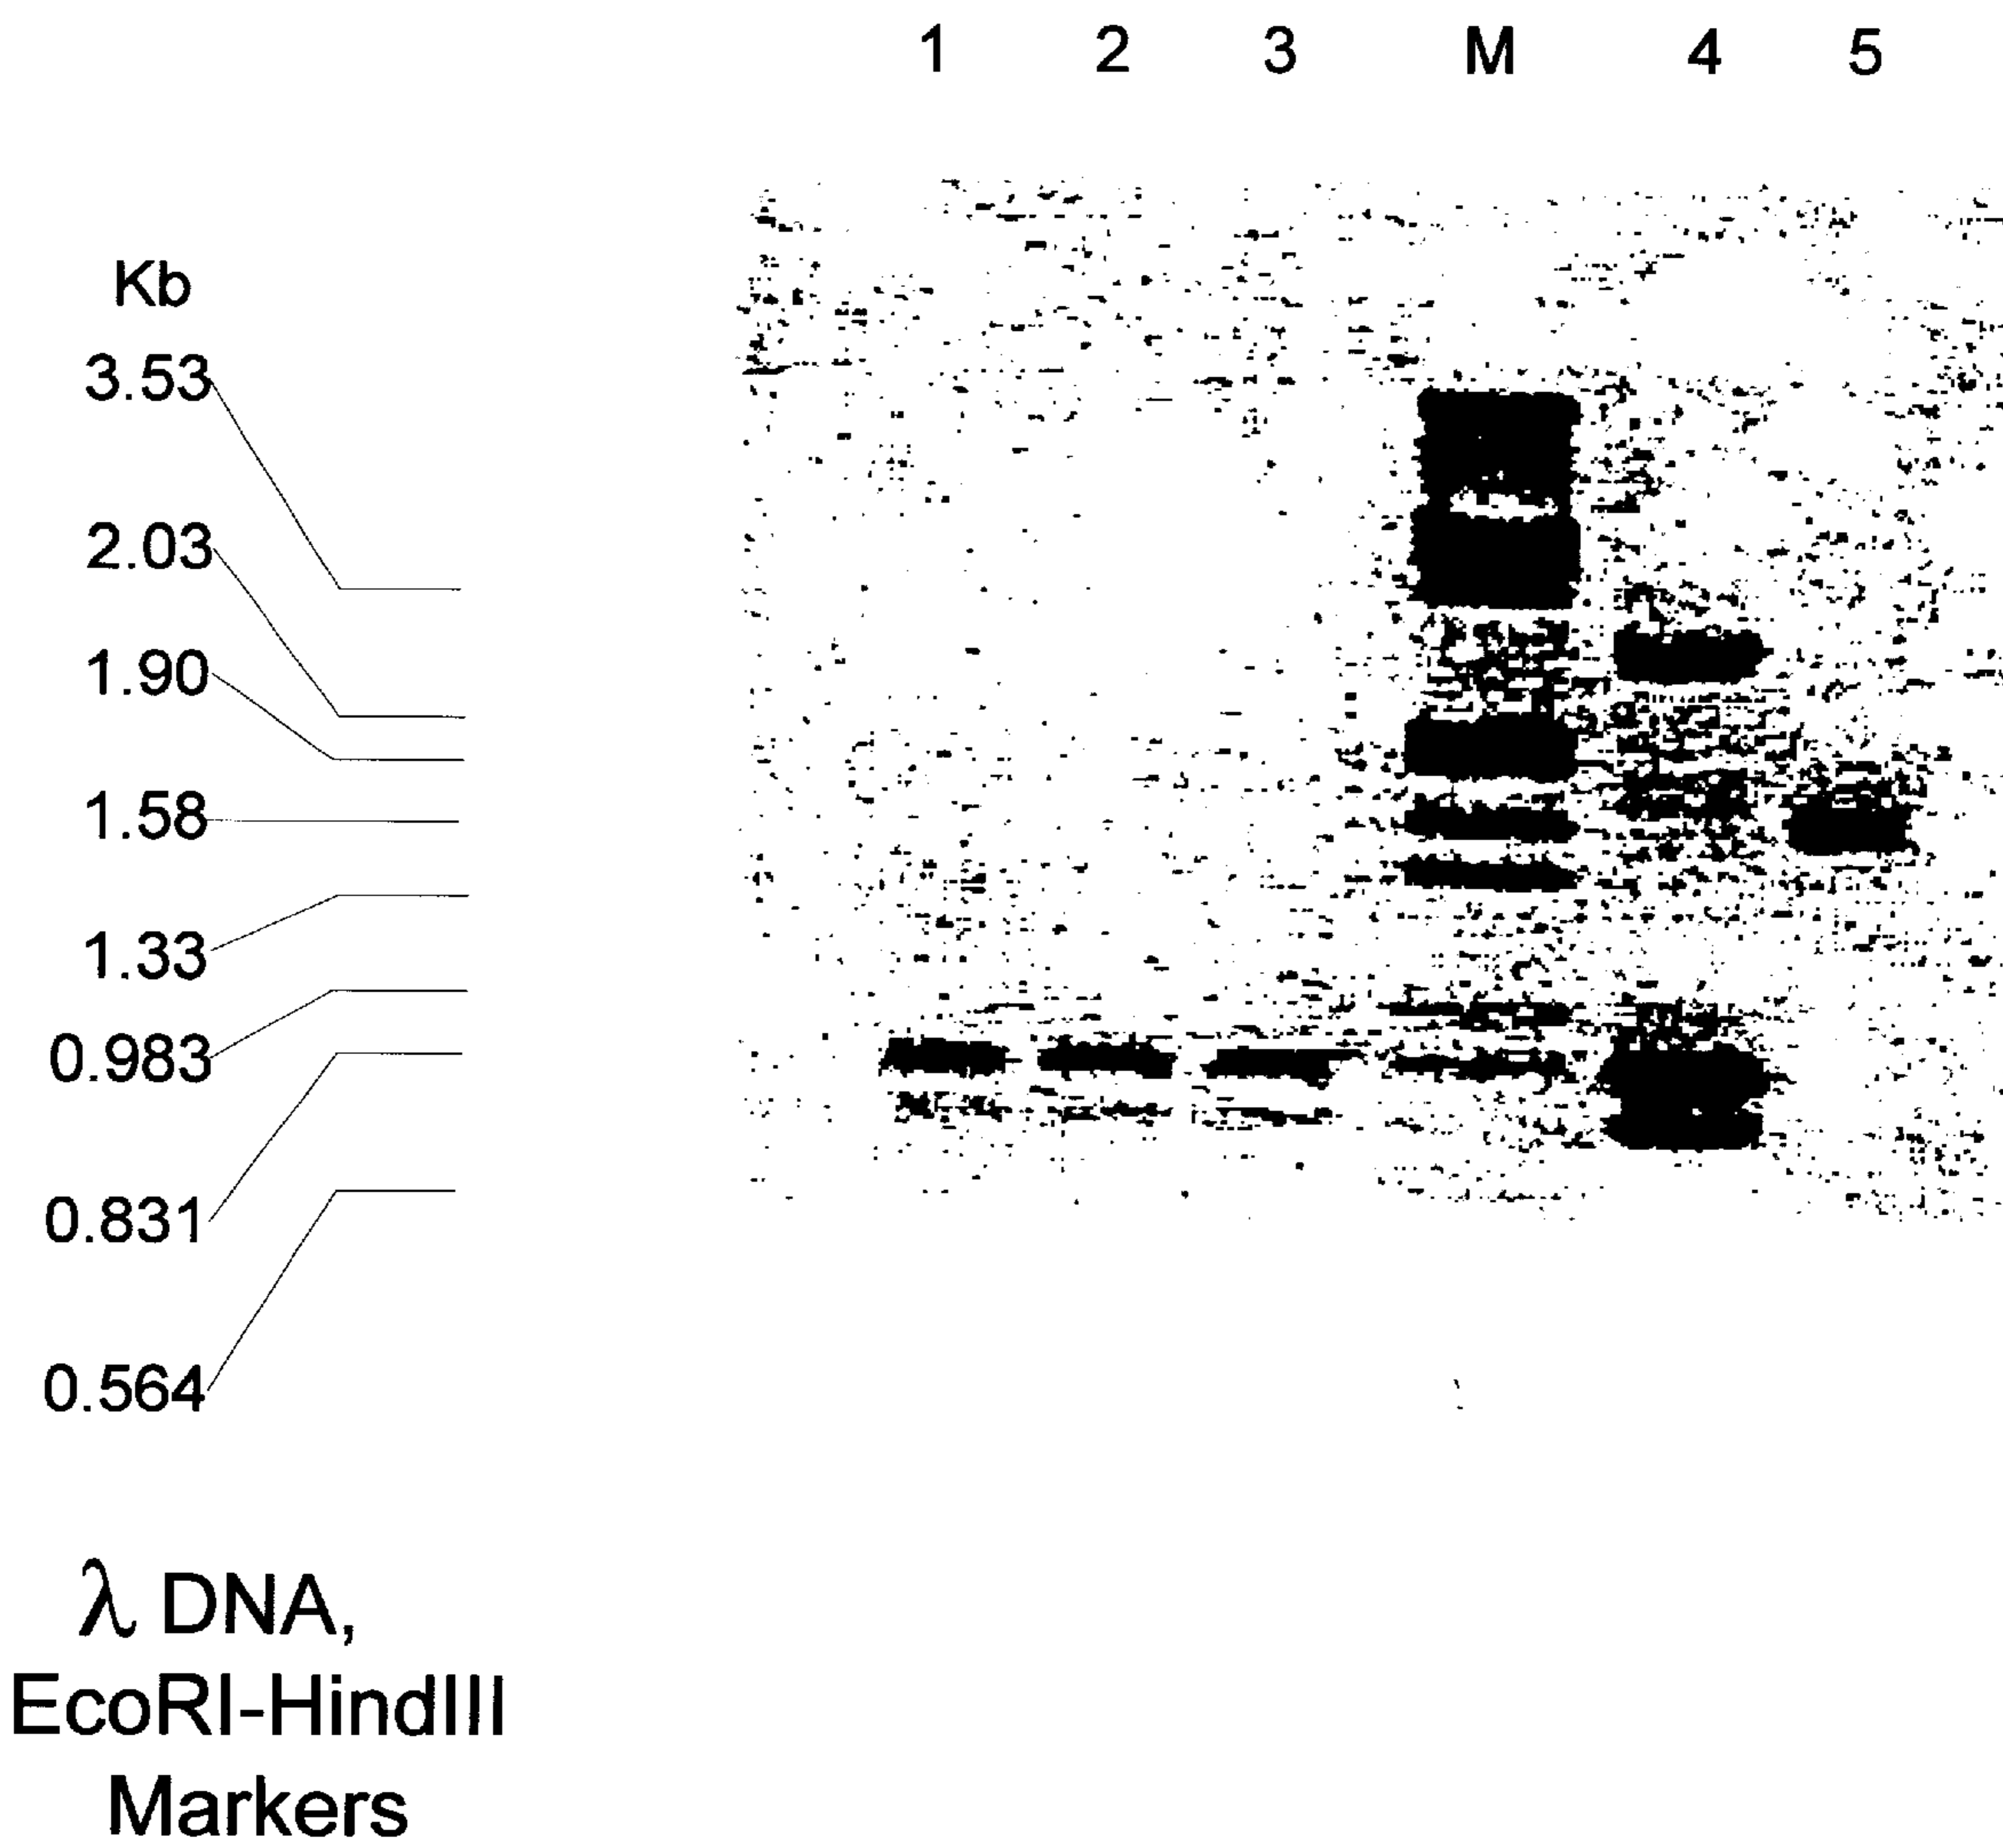 1 2 3 M 4 5
Kb
3.53
2.03
1.90
1.58
1.33
0.983
0.831
0.564
λ DNA,
EcoRI-HindIII
Markers